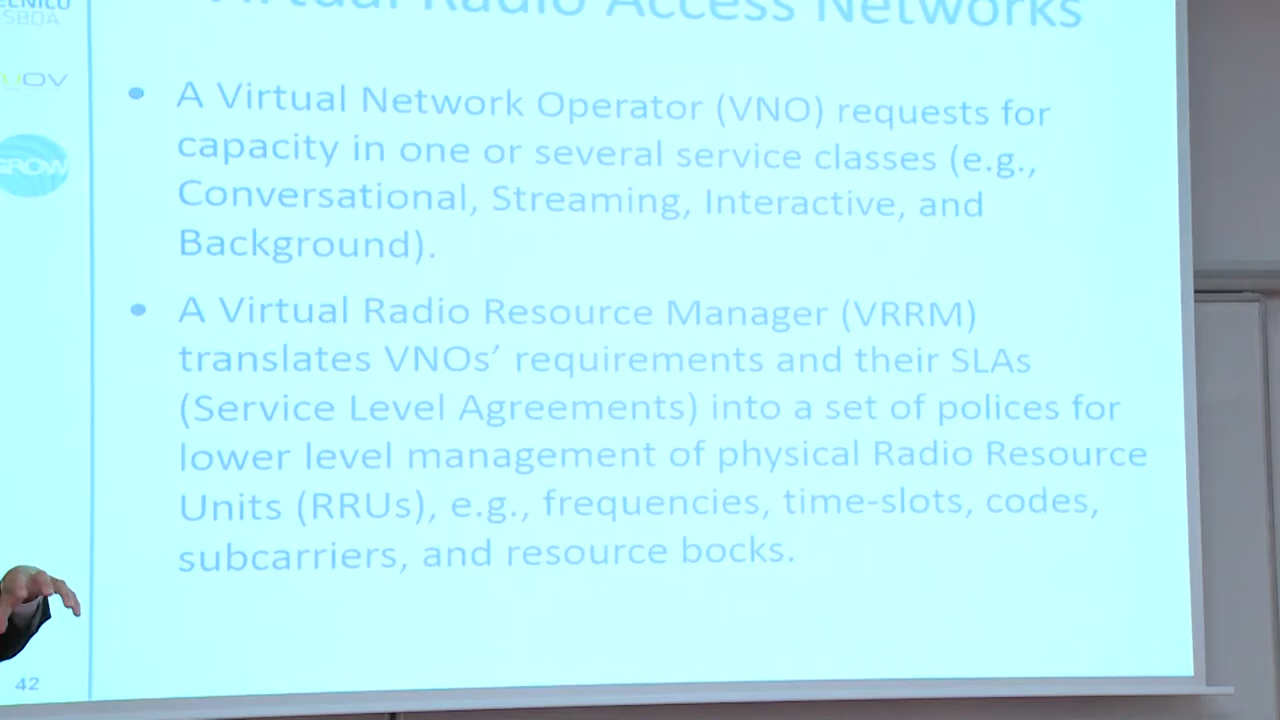 Virtual Radio Access Networks
SBOA
OV
GROW
• A Virtual Network Operator (VNO) requests for
capacity in one or several service classes (e.g.,
Conversational, Streaming, Interactive, and
Background).
• A Virtual Radio Resource Manager (VRRM)
translates VNOs’ requirements and their SLAs
(Service Level Agreements) into a set of polices for
lower level management of physical Radio Resource
Units (RRUs), e.g., frequencies, time-slots, codes,
subcarriers, and resource bocks.
42